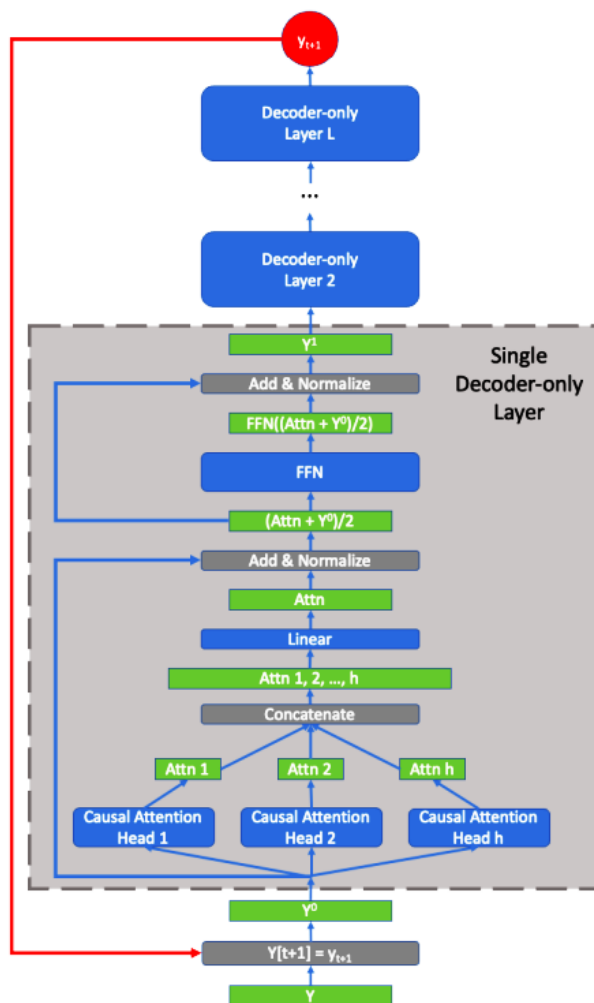 y_{t+1}
Decoder-only
Layer L
...
Decoder-only
Layer 2
Single
Decoder-only
Layer
Y¹
Add & Normalize
FFN((Attn + Y⁰)/2)
FFN
(Attn + Y⁰)/2
Add & Normalize
Attn
Linear
Attn 1, 2, ..., h
Concatenate
Attn 1
Attn 2
Attn h
Causal Attention
Head 1
Causal Attention
Head 2
Causal Attention
Head h
Y⁰
Y[t+1] = y_{t+1}
Y